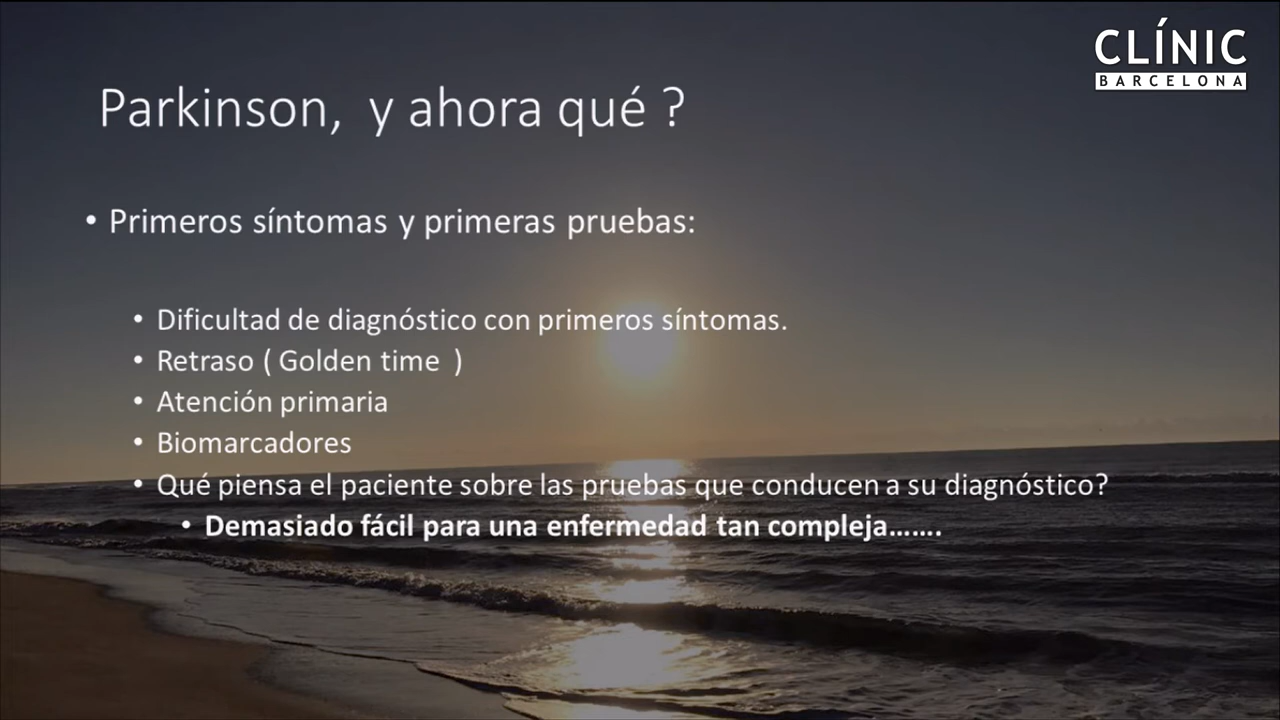 CLÍNIC
BARCELONA
Parkinson, y ahora qué ?
• Primeros síntomas y primeras pruebas:
• Dificultad de diagnóstico con primeros síntomas.
• Retraso ( Golden time )
• Atención primaria
• Biomarcadores
• Qué piensa el paciente sobre las pruebas que conducen a su diagnóstico?
• Demasiado fácil para una enfermedad tan compleja…….